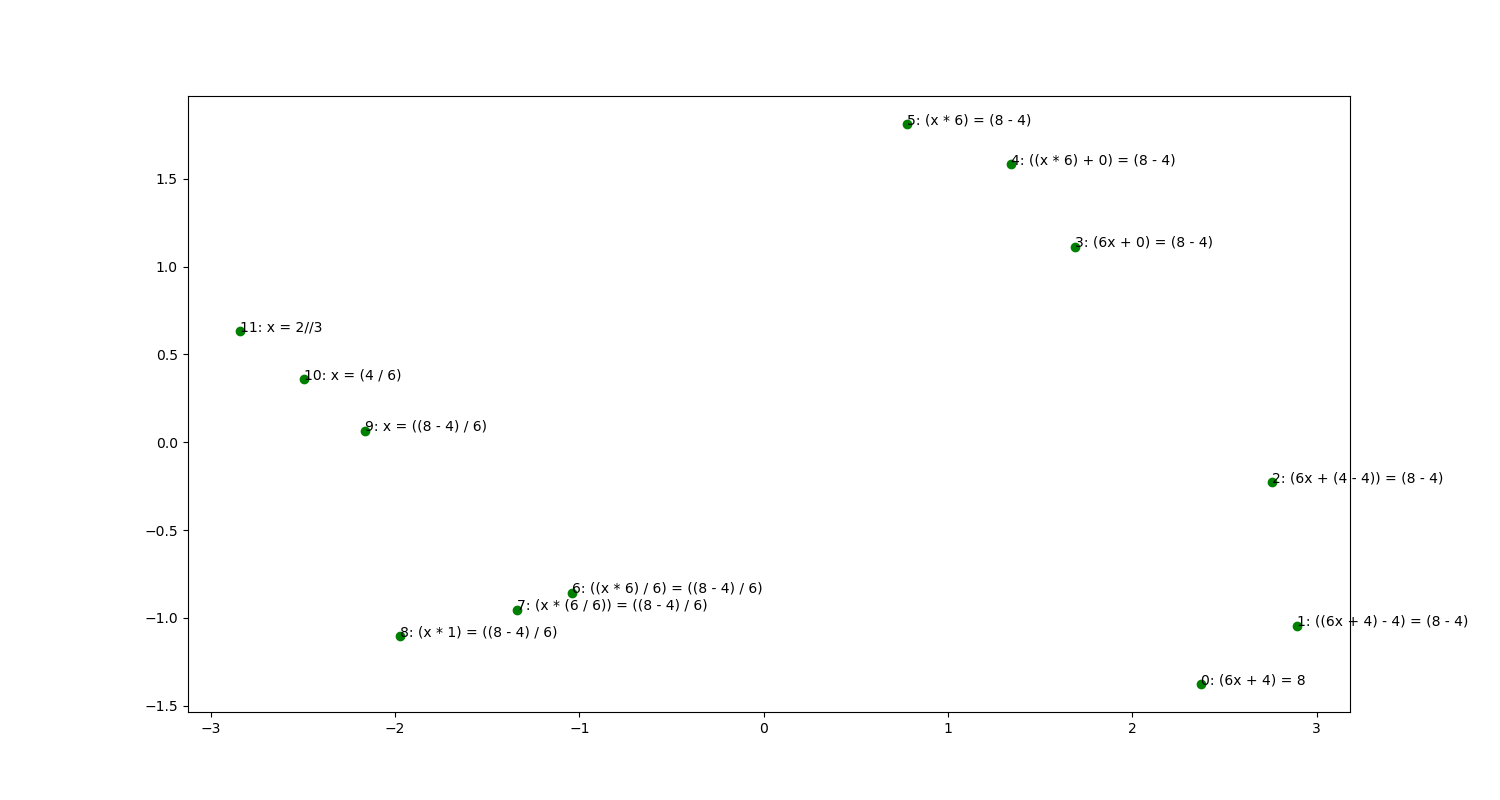 5: (x * 6) = (8 - 4)
4: ((x * 6) + 0) = (8 - 4)
1.5
3: (6x + 0) = (8 - 4)
1.0
11: x = 2//3
0.5
10: x = (4 / 6)
9: x = ((8 - 4) / 6)
0.0
2: (6x + (4 - 4)) = (8 - 4)
−0.5
6: ((x * 6) / 6) = ((8 - 4) / 6)
7: (x * (6 / 6)) = ((8 - 4) / 6)
−1.0
1: ((6x + 4) - 4) = (8 - 4)
8: (x * 1) = ((8 - 4) / 6)
0: (6x + 4) = 8
−1.5
−3 −2 −1 0 1 2 3